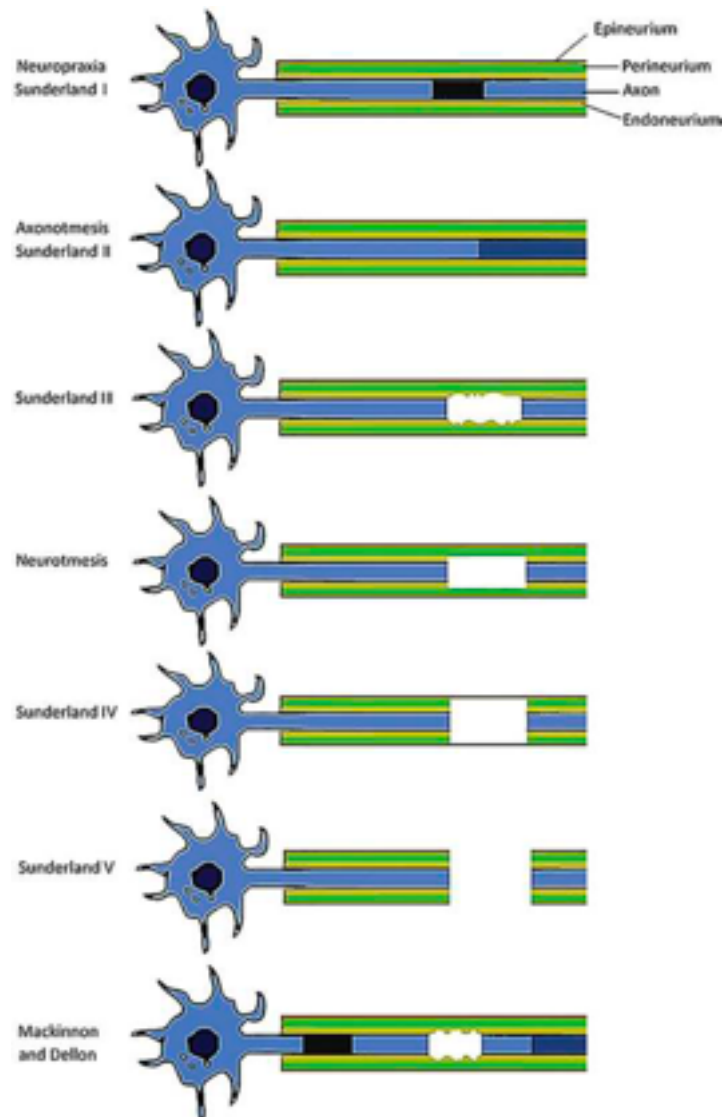 Neuropraxia
Sunderland I
Epineurium
Perineurium
Axon
Endoneurium
Axonotmesis
Sunderland II
Sunderland III
Neurotmesis
Sunderland IV
Sunderland V
Mackinnon
and Dellon